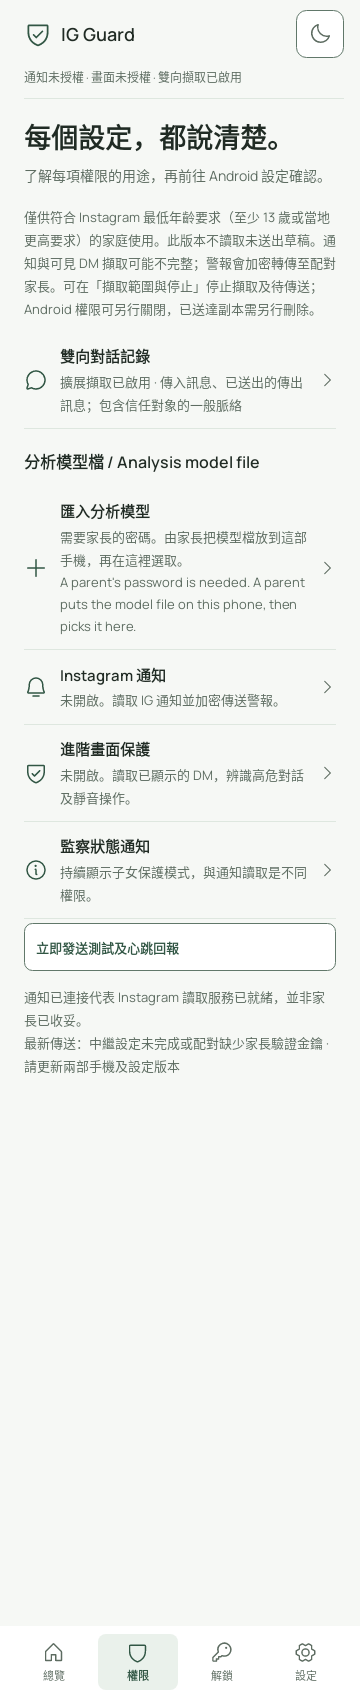 IG Guard
通知未授權 · 畫面未授權 · 雙向擷取已啟用
每個設定，都說清楚。
了解每項權限的用途，再前往 Android 設定確認。
僅供符合 Instagram 最低年齡要求（至少 13 歲或當地
更高要求）的家庭使用。此版本不讀取未送出草稿。通
知與可見 DM 擷取可能不完整；警報會加密轉傳至配對
家長。可在「擷取範圍與停止」停止擷取及待傳送；
Android 權限可另行關閉，已送達副本需另行刪除。
雙向對話記錄
擴展擷取已啟用 · 傳入訊息、已送出的傳出
訊息；包含信任對象的一般脈絡
分析模型檔 / Analysis model file
匯入分析模型
需要家長的密碼。由家長把模型檔放到這部
手機，再在這裡選取。
A parent's password is needed. A parent
puts the model file on this phone, then
picks it here.
Instagram 通知
未開啟。讀取 IG 通知並加密傳送警報。
進階畫面保護
未開啟。讀取已顯示的 DM，辨識高危對話
及靜音操作。
監察狀態通知
持續顯示子女保護模式，與通知讀取是不同
權限。
立即發送測試及心跳回報
通知已連接代表 Instagram 讀取服務已就緒，並非家
長已收妥。
最新傳送：中繼設定未完成或配對缺少家長驗證金鑰 ·
請更新兩部手機及設定版本
總覽
權限
解鎖
設定